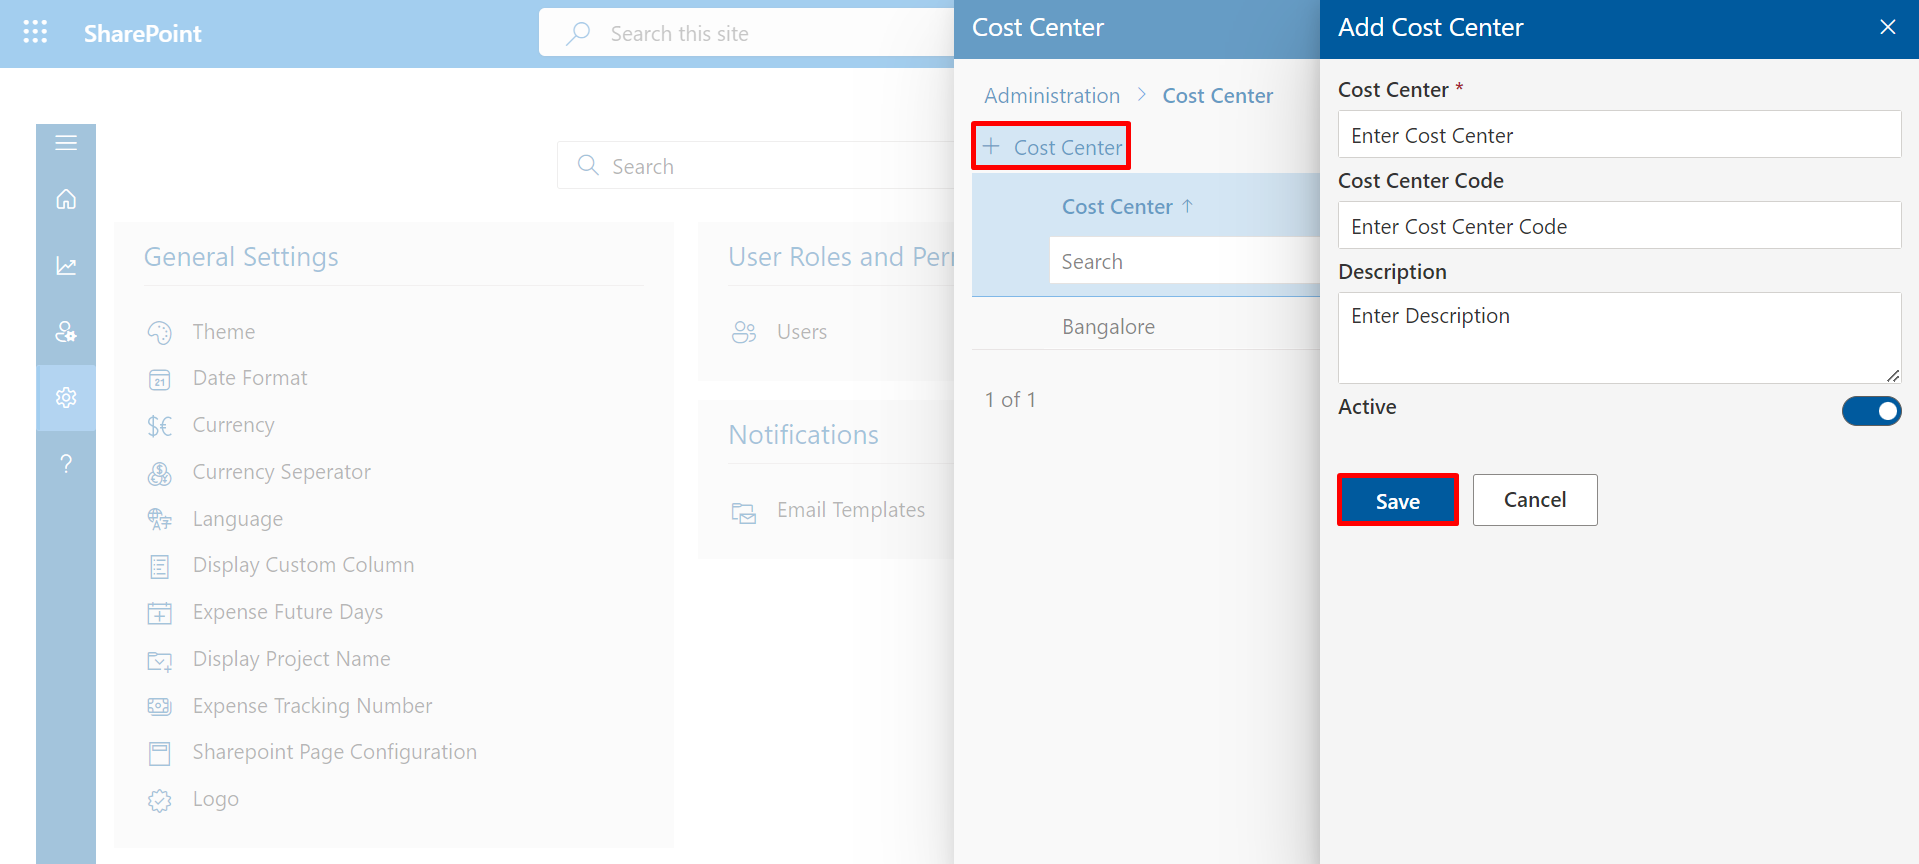 SharePoint
Search this site
Search
General Settings
Theme
21
Date Format
Currency
Currency Seperator
Language
Display Custom Column
Expense Future Days
Display Project Name
Expense Tracking Number
Sharepoint Page Configuration
Logo
User Roles and Per
Users
Notifications
Email Templates
Cost Center
Administration > Cost Center
+ Cost Center
Cost Center ↑
Search
Bangalore
1 of 1
Add Cost Center
Cost Center *
Enter Cost Center
Cost Center Code
Enter Cost Center Code
Description
Enter Description
Active
Save
Cancel